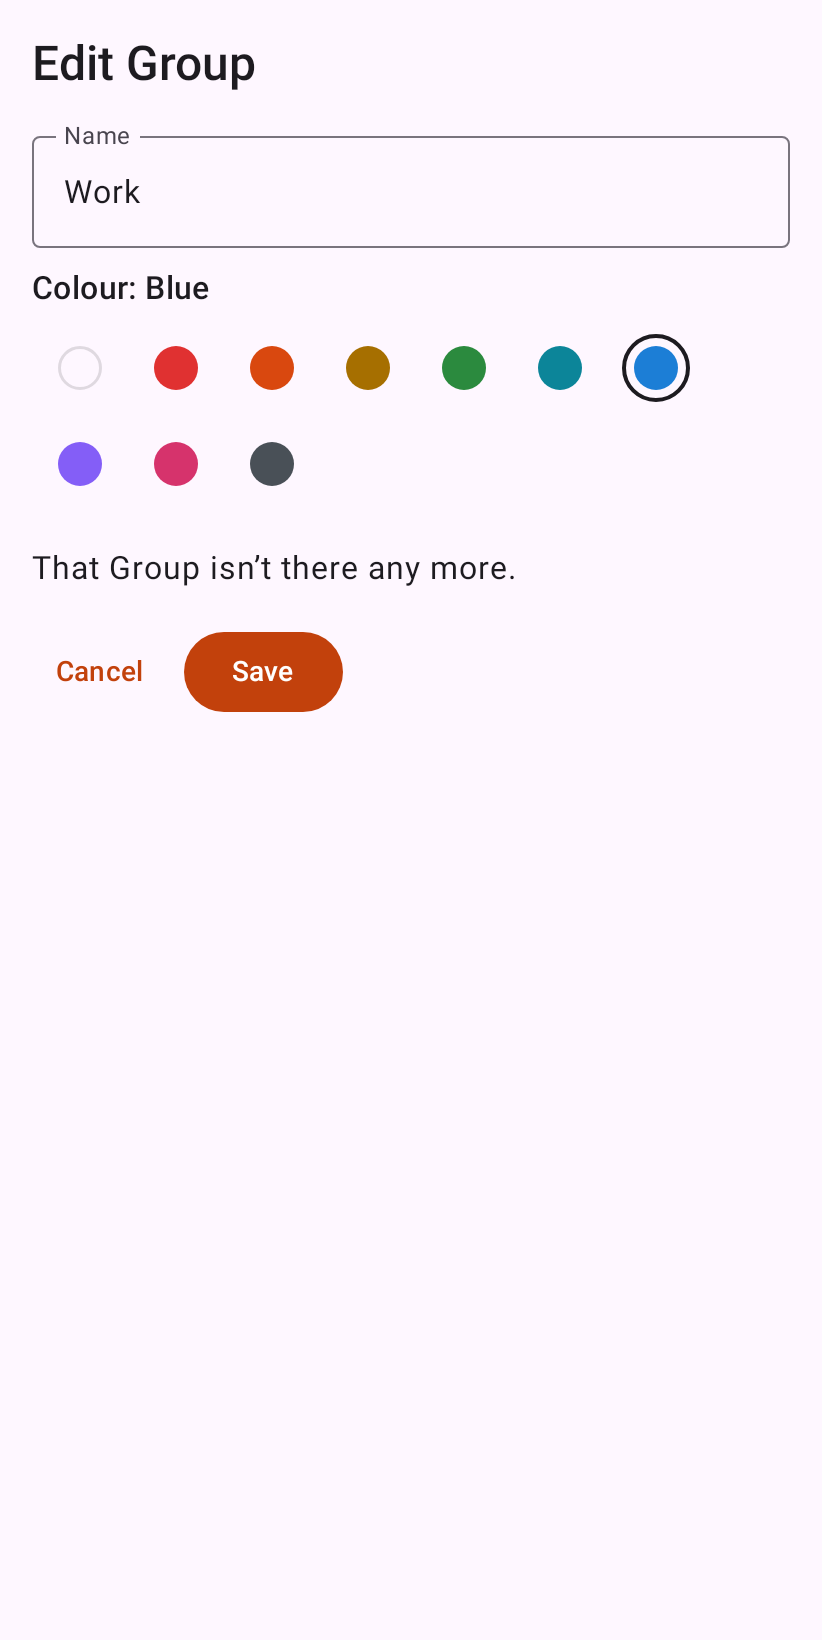 Edit Group
Name
Work
Colour: Blue
That Group isn’t there any more.
Cancel
Save